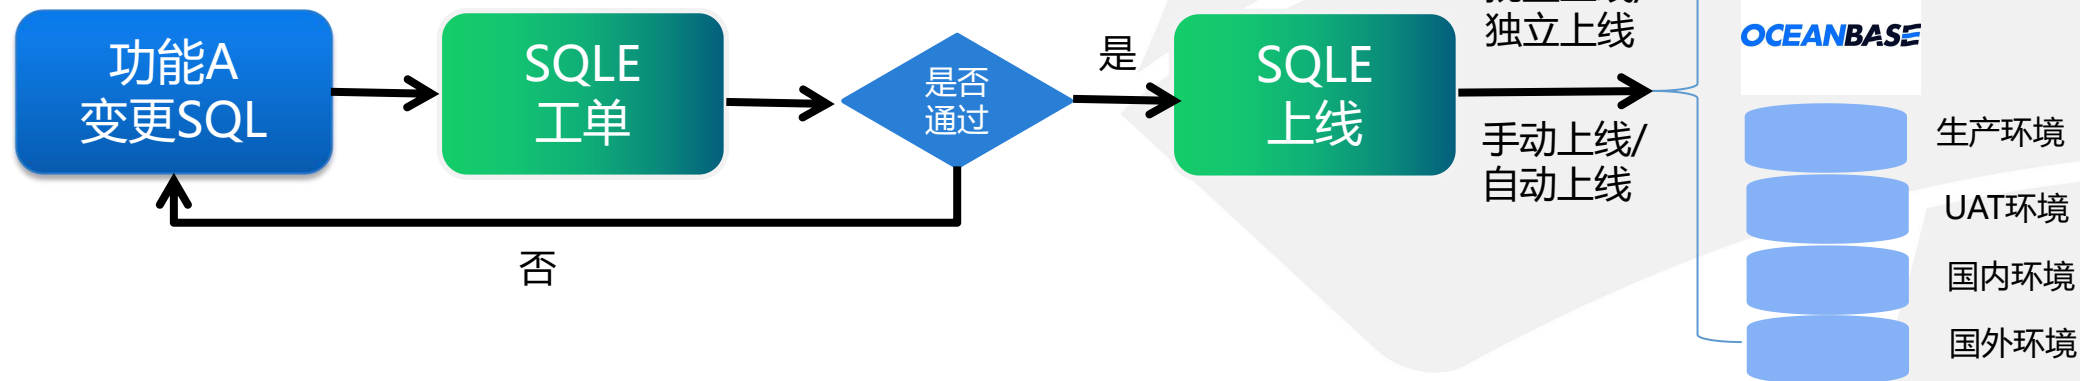 功能A
变更SQL
SQLE
工单
是否
通过
是
SQLE
上线
独立上线
手动上线/
自动上线
否
OCEANBASE
生产环境
UAT环境
国内环境
国外环境